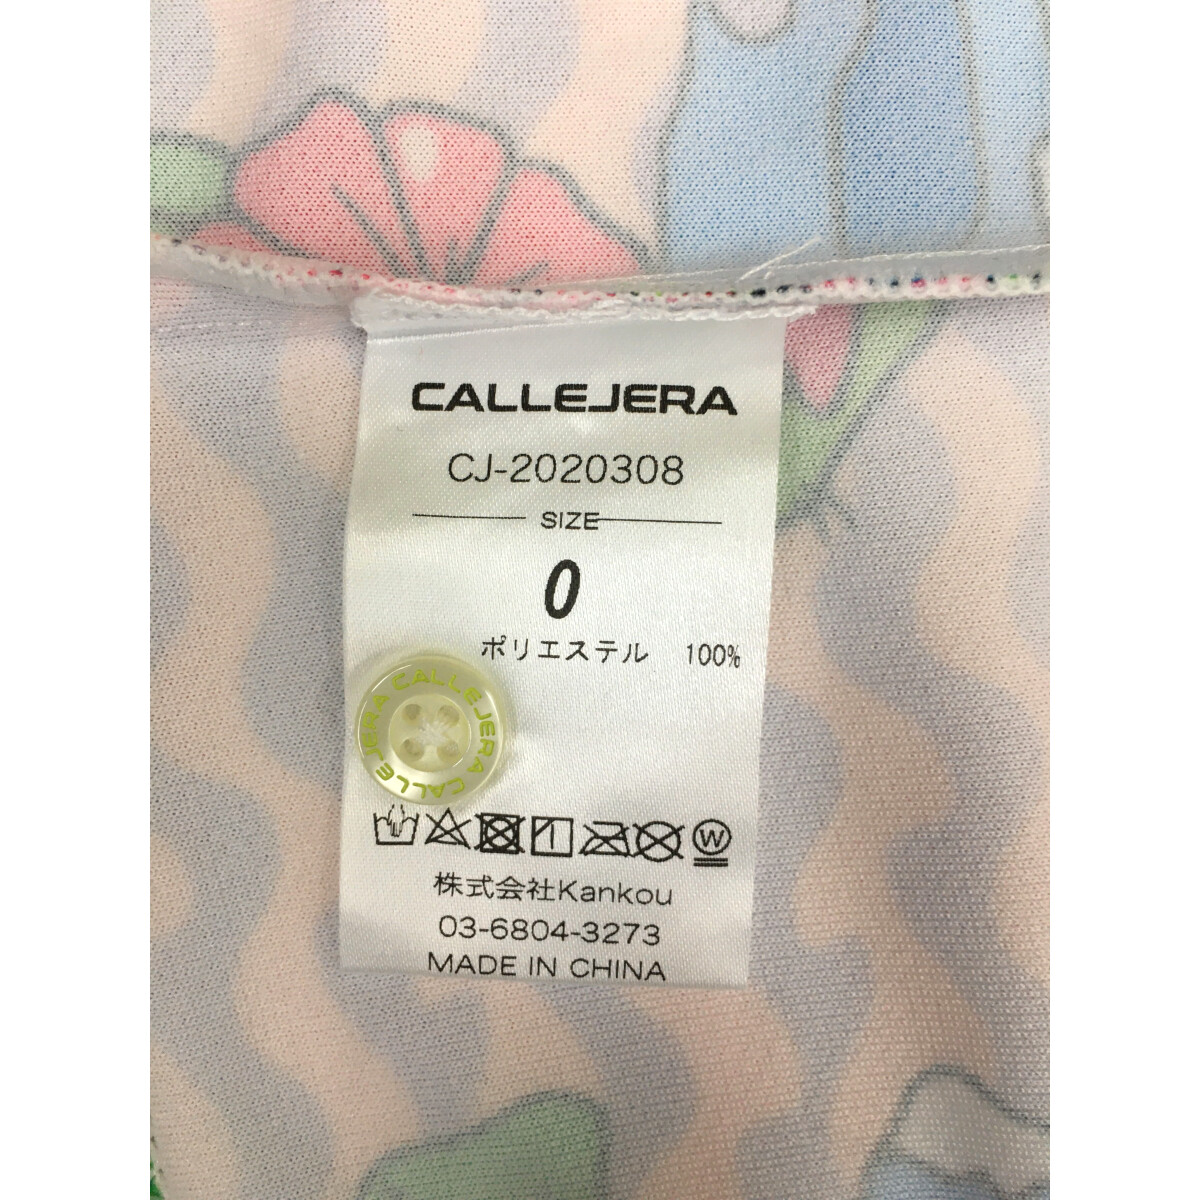 CALLEJERA
CJ-2020308
SIZE
0
ポリエステル 100%
CALLEJERA CALLEJERA
W
株式会社Kankou
03-6804-3273
MADE IN CHINA